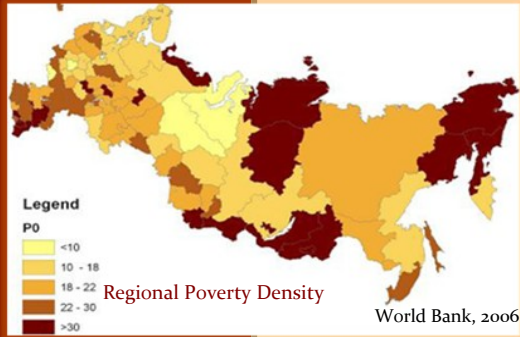 Legend
P0
<10
10 - 18
18 - 22
22 - 30
>30
Regional Poverty Density
World Bank, 2006